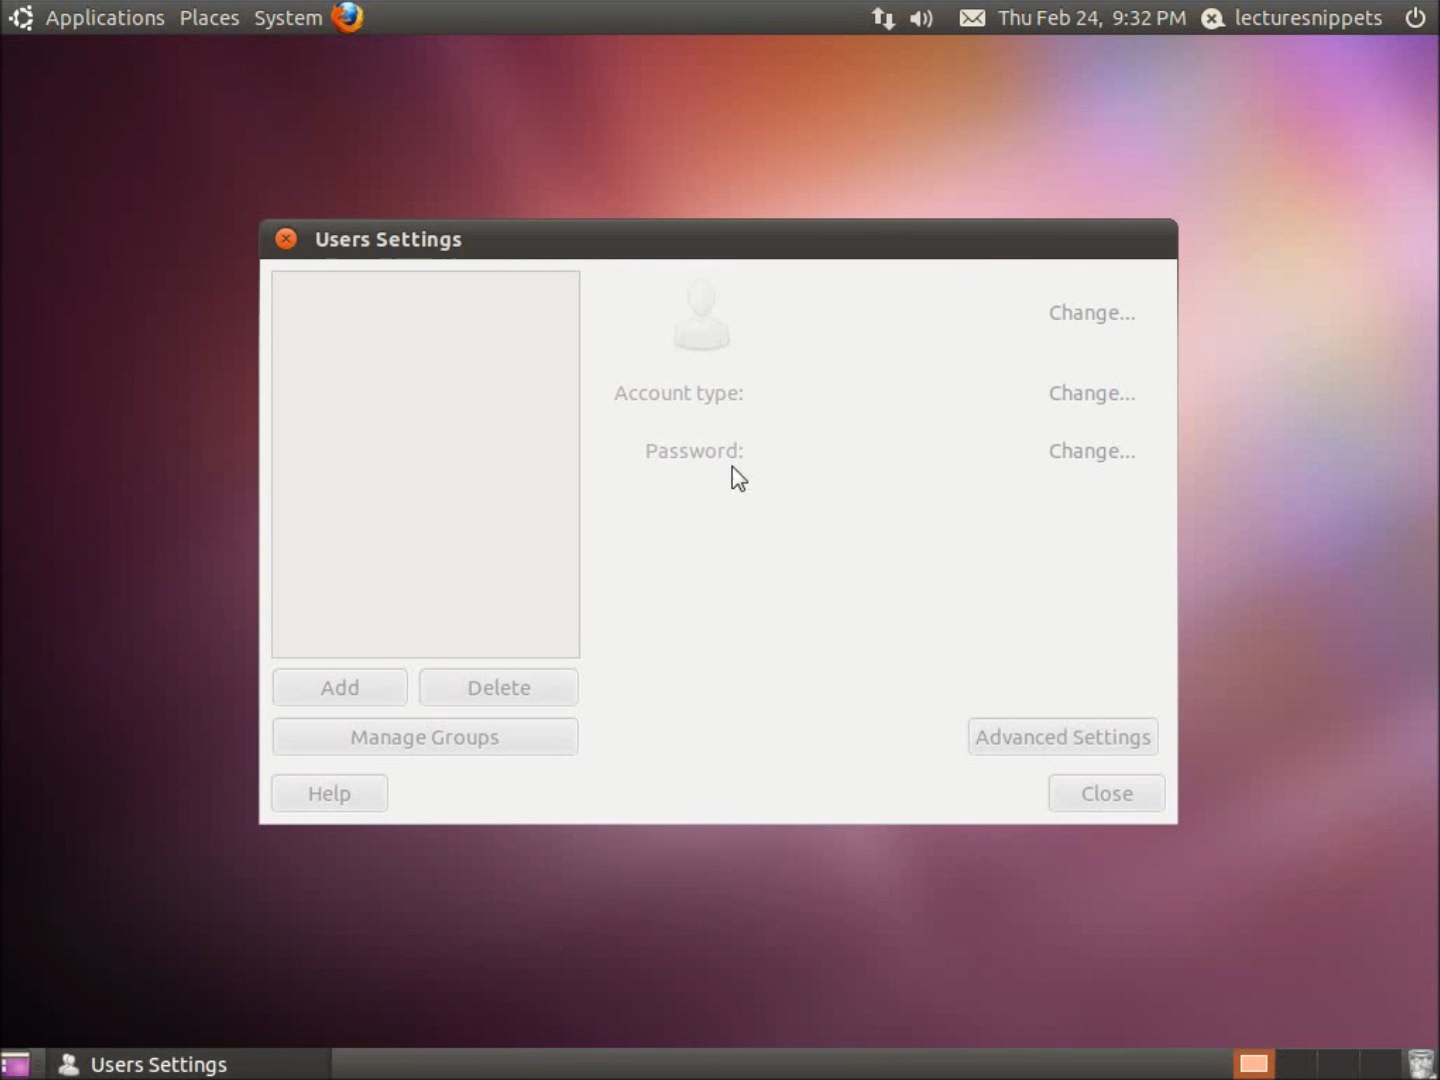 Applications Places System Thu Feb 24, 9:32 PM lecturesnippets
Users Settings
Change...
Account type: Change...
Password: Change...
Add Delete
Manage Groups Advanced Settings
Help Close
Users Settings